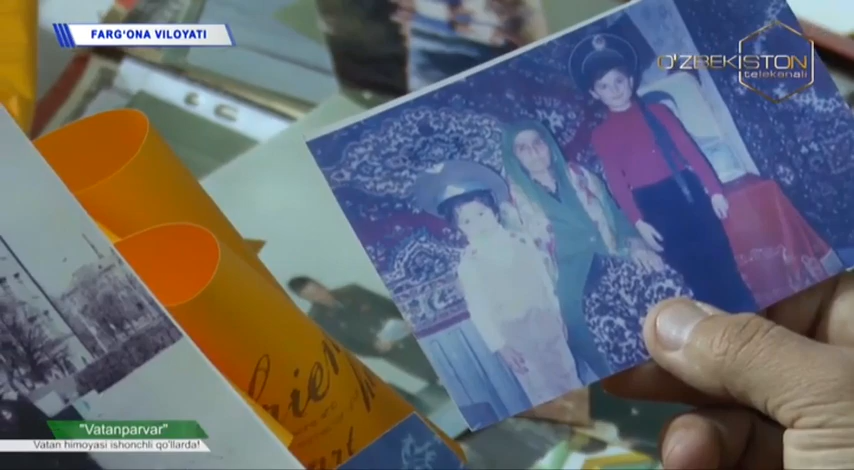 FARG'ONA VILOYATI
O'ZBEKISTON
telekanali
"Vatanparvar"
Vatan himoyasi ishonchli qo'llarda!